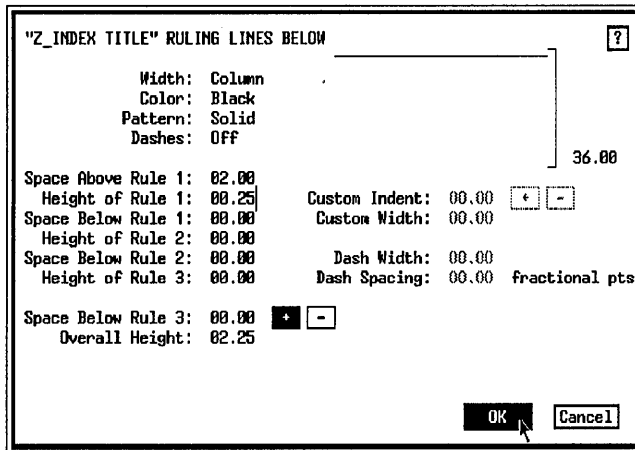 "Z_INDEX TITLE" RULING LINES BELOW ?
Width: Column
Color: Black
Pattern: Solid
Dashes: Off
36.00
Space Above Rule 1: 02.00
Height of Rule 1: 00.25 Custom Indent: 00.00 + -
Space Below Rule 1: 00.00 Custom Width: 00.00
Height of Rule 2: 00.00
Space Below Rule 2: 00.00 Dash Width: 00.00
Height of Rule 3: 00.00 Dash Spacing: 00.00 fractional pts
Space Below Rule 3: 00.00 + -
Overall Height: 02.25
OK Cancel